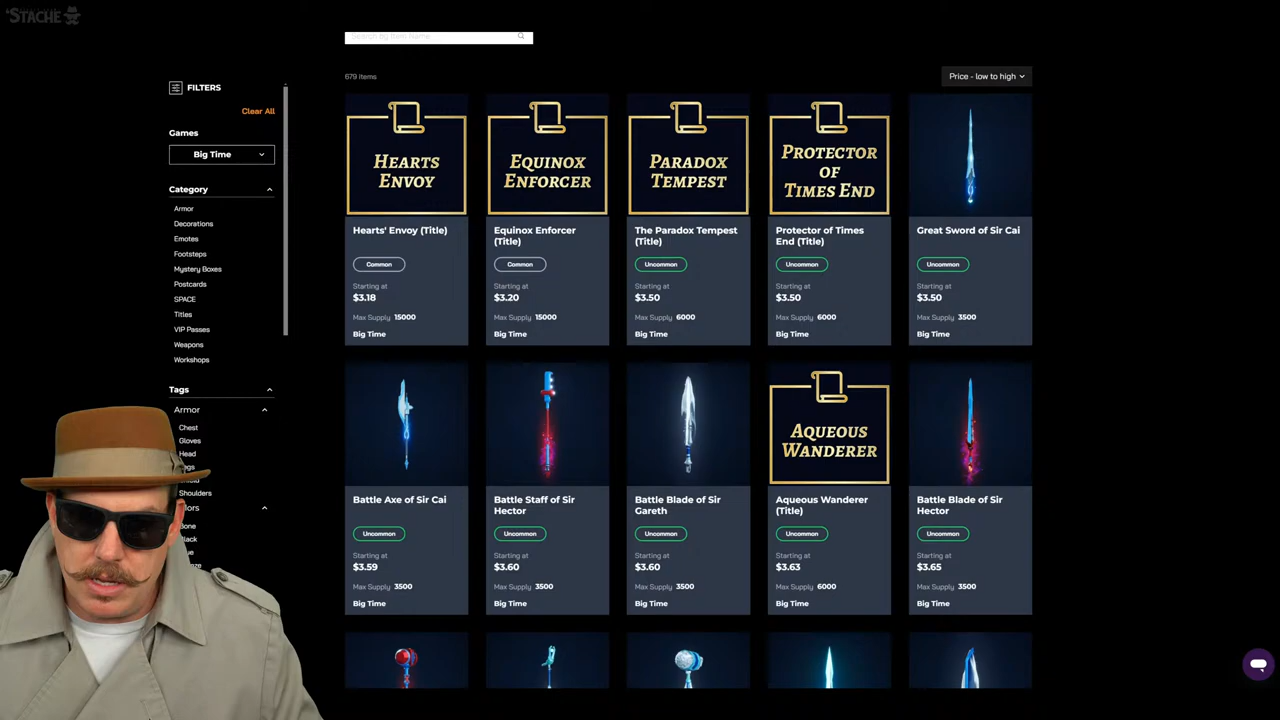 STACHE
Search by Item Name
679 items
Price - low to high
FILTERS
Clear All
Games
Big Time
Category
Armor
Decorations
Emotes
Footsteps
Mystery Boxes
Postcards
SPACE
Titles
VIP Passes
Weapons
Workshops
Tags
Armor
Chest
Gloves
Head
Shoulders
HEARTS
ENVOY
Hearts' Envoy (Title)
Common
Starting at
$3.18
Max Supply 15000
Big Time
EQUINOX
ENFORCER
Equinox Enforcer
(Title)
Common
Starting at
$3.20
Max Supply 15000
Big Time
PARADOX
TEMPEST
The Paradox Tempest
(Title)
Uncommon
Starting at
$3.50
Max Supply 6000
Big Time
PROTECTOR
OF
TIMES END
Protector of Times
End (Title)
Uncommon
Starting at
$3.50
Max Supply 6000
Big Time
Great Sword of Sir Cai
Uncommon
Starting at
$3.50
Max Supply 3500
Big Time
Battle Axe of Sir Cai
Uncommon
Starting at
$3.59
Max Supply 3500
Big Time
Battle Staff of Sir
Hector
Uncommon
Starting at
$3.60
Max Supply 3500
Big Time
Battle Blade of Sir
Gareth
Uncommon
Starting at
$3.60
Max Supply 3500
Big Time
AQUEOUS
WANDERER
Aqueous Wanderer
(Title)
Uncommon
Starting at
$3.63
Max Supply 6000
Big Time
Battle Blade of Sir
Hector
Uncommon
Starting at
$3.65
Max Supply 3500
Big Time